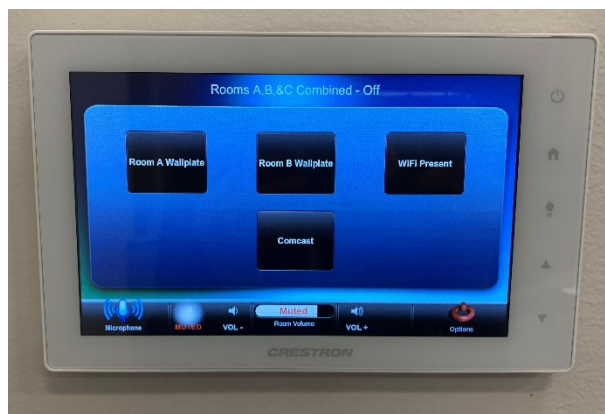 Rooms A,B,&C Combined - Off
Room A Wallplate
Room B Wallplate
WiFi Present
Comcast
Microphone
MUTED
VOL -
Muted
Room Volume
VOL +
Options
CRESTRON